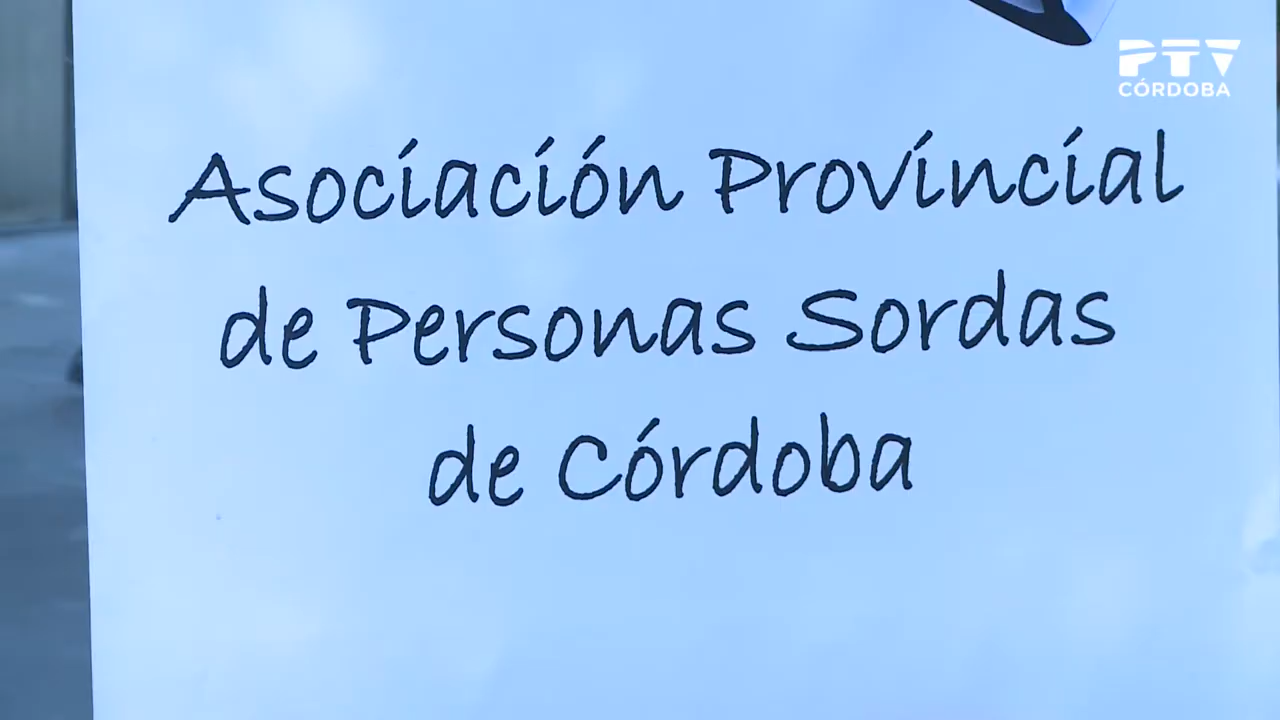 PTV
CÓRDOBA
Asociación Provincial
de Personas Sordas
de Córdoba